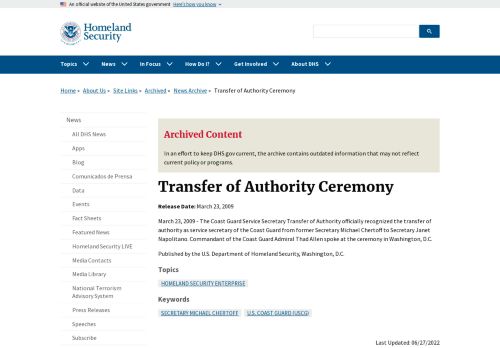 An official website of the United States government Here's how you know
Homeland
Security
Topics News In Focus How Do I? Get Involved About DHS
Home » About Us » Site Links » Archived » News Archive » Transfer of Authority Ceremony
News
All DHS News
Apps
Blog
Comunicados de Prensa
Data
Events
Fact Sheets
Featured News
Homeland Security LIVE
Media Contacts
Media Library
National Terrorism
Advisory System
Press Releases
Speeches
Subscribe
Archived Content
In an effort to keep DHS.gov current, the archive contains outdated information that may not reflect
current policy or programs.
Transfer of Authority Ceremony
Release Date: March 23, 2009
March 23, 2009 - The Coast Guard Service Secretary Transfer of Authority officially recognized the transfer of
authority as service secretary of the Coast Guard from former Secretary Michael Chertoff to Secretary Janet
Napolitano. Commandant of the Coast Guard Admiral Thad Allen spoke at the ceremony in Washington, D.C.
Published by the U.S. Department of Homeland Security, Washington, D.C.
Topics
HOMELAND SECURITY ENTERPRISE
Keywords
SECRETARY MICHAEL CHERTOFF U.S. COAST GUARD (USCG)
Last Updated: 06/27/2022